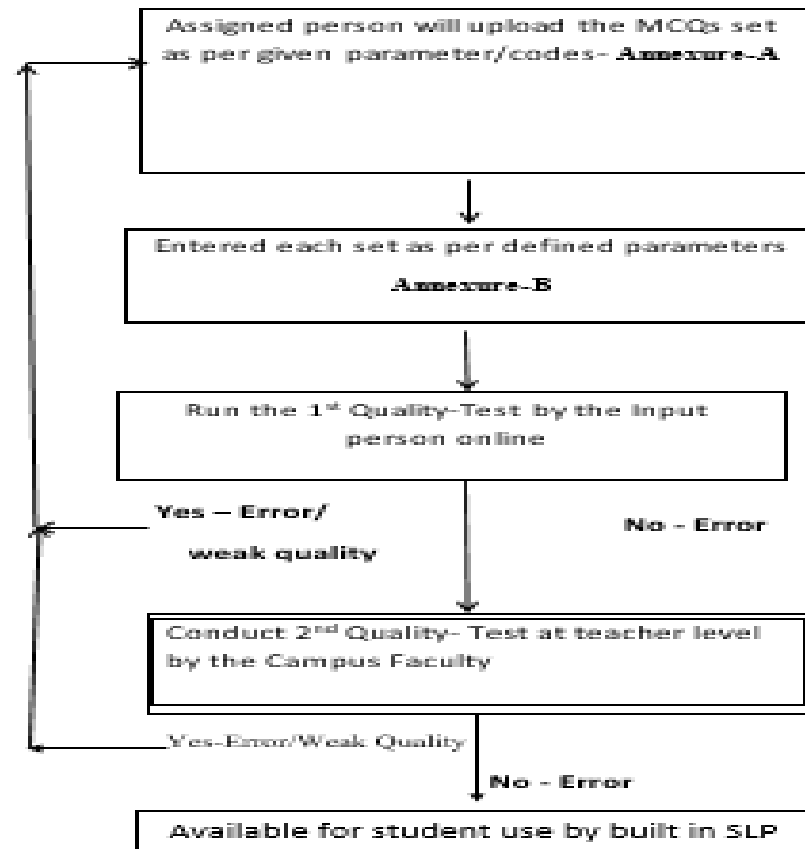 Assigned person will upload the MCQs set
as per given parameter/codes- Annexure-A
Entered each set as per defined parameters
Annexure-B
Run the 1st Quality-Test by the Input
person online
Yes – Error/
weak quality
No - Error
Conduct 2nd Quality- Test at teacher level
by the Campus Faculty
Yes-Error/Weak Quality
No - Error
Available for student use by built in SLP